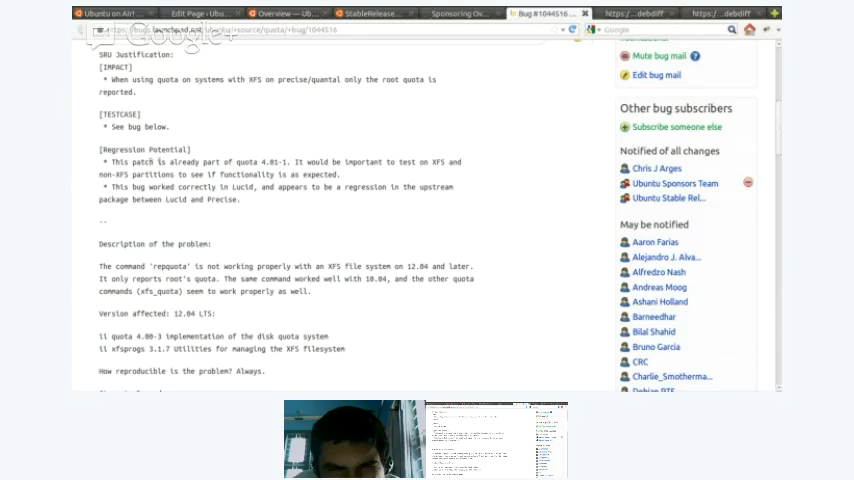 Ubuntu on Air! ...
Edit Page ‹Ubu...
Overview — Ub...
StableRelease...
Sponsoring Ov...
Bug #1044516 ...
https:/...debdiff
https:/...debdiff
Google+
Google
SRU Justification:
[IMPACT]
* When using quota on systems with XFS on precise/quantal only the root quota is
reported.
[TESTCASE]
* See bug below.
[Regression Potential]
* This patch is already part of quota 4.01-1. It would be important to test on XFS and
non-XFS partitions to see if functionality is as expected.
* This bug worked correctly in Lucid, and appears to be a regression in the upstream
package between Lucid and Precise.
--
Description of the problem:
The command 'repquota' is not working properly with an XFS file system on 12.04 and later.
It only reports root's quota. The same command worked well with 10.04, and the other quota
commands (xfs_quota) seem to work properly as well.
Version affected: 12.04 LTS:
ii quota 4.00-3 implementation of the disk quota system
ii xfsprogs 3.1.7 Utilities for managing the XFS filesystem
How reproducible is the problem? Always.
Mute bug mail
Edit bug mail
Other bug subscribers
Subscribe someone else
Notified of all changes
Chris J Arges
Ubuntu Sponsors Team
Ubuntu Stable Rel...
May be notified
Aaron Farias
Alejandro J. Alva...
Alfredzo Nash
Andreas Moog
Ashani Holland
Barneedhar
Bilal Shahid
Bruno Garcia
CRC
Charlie_Smotherma...